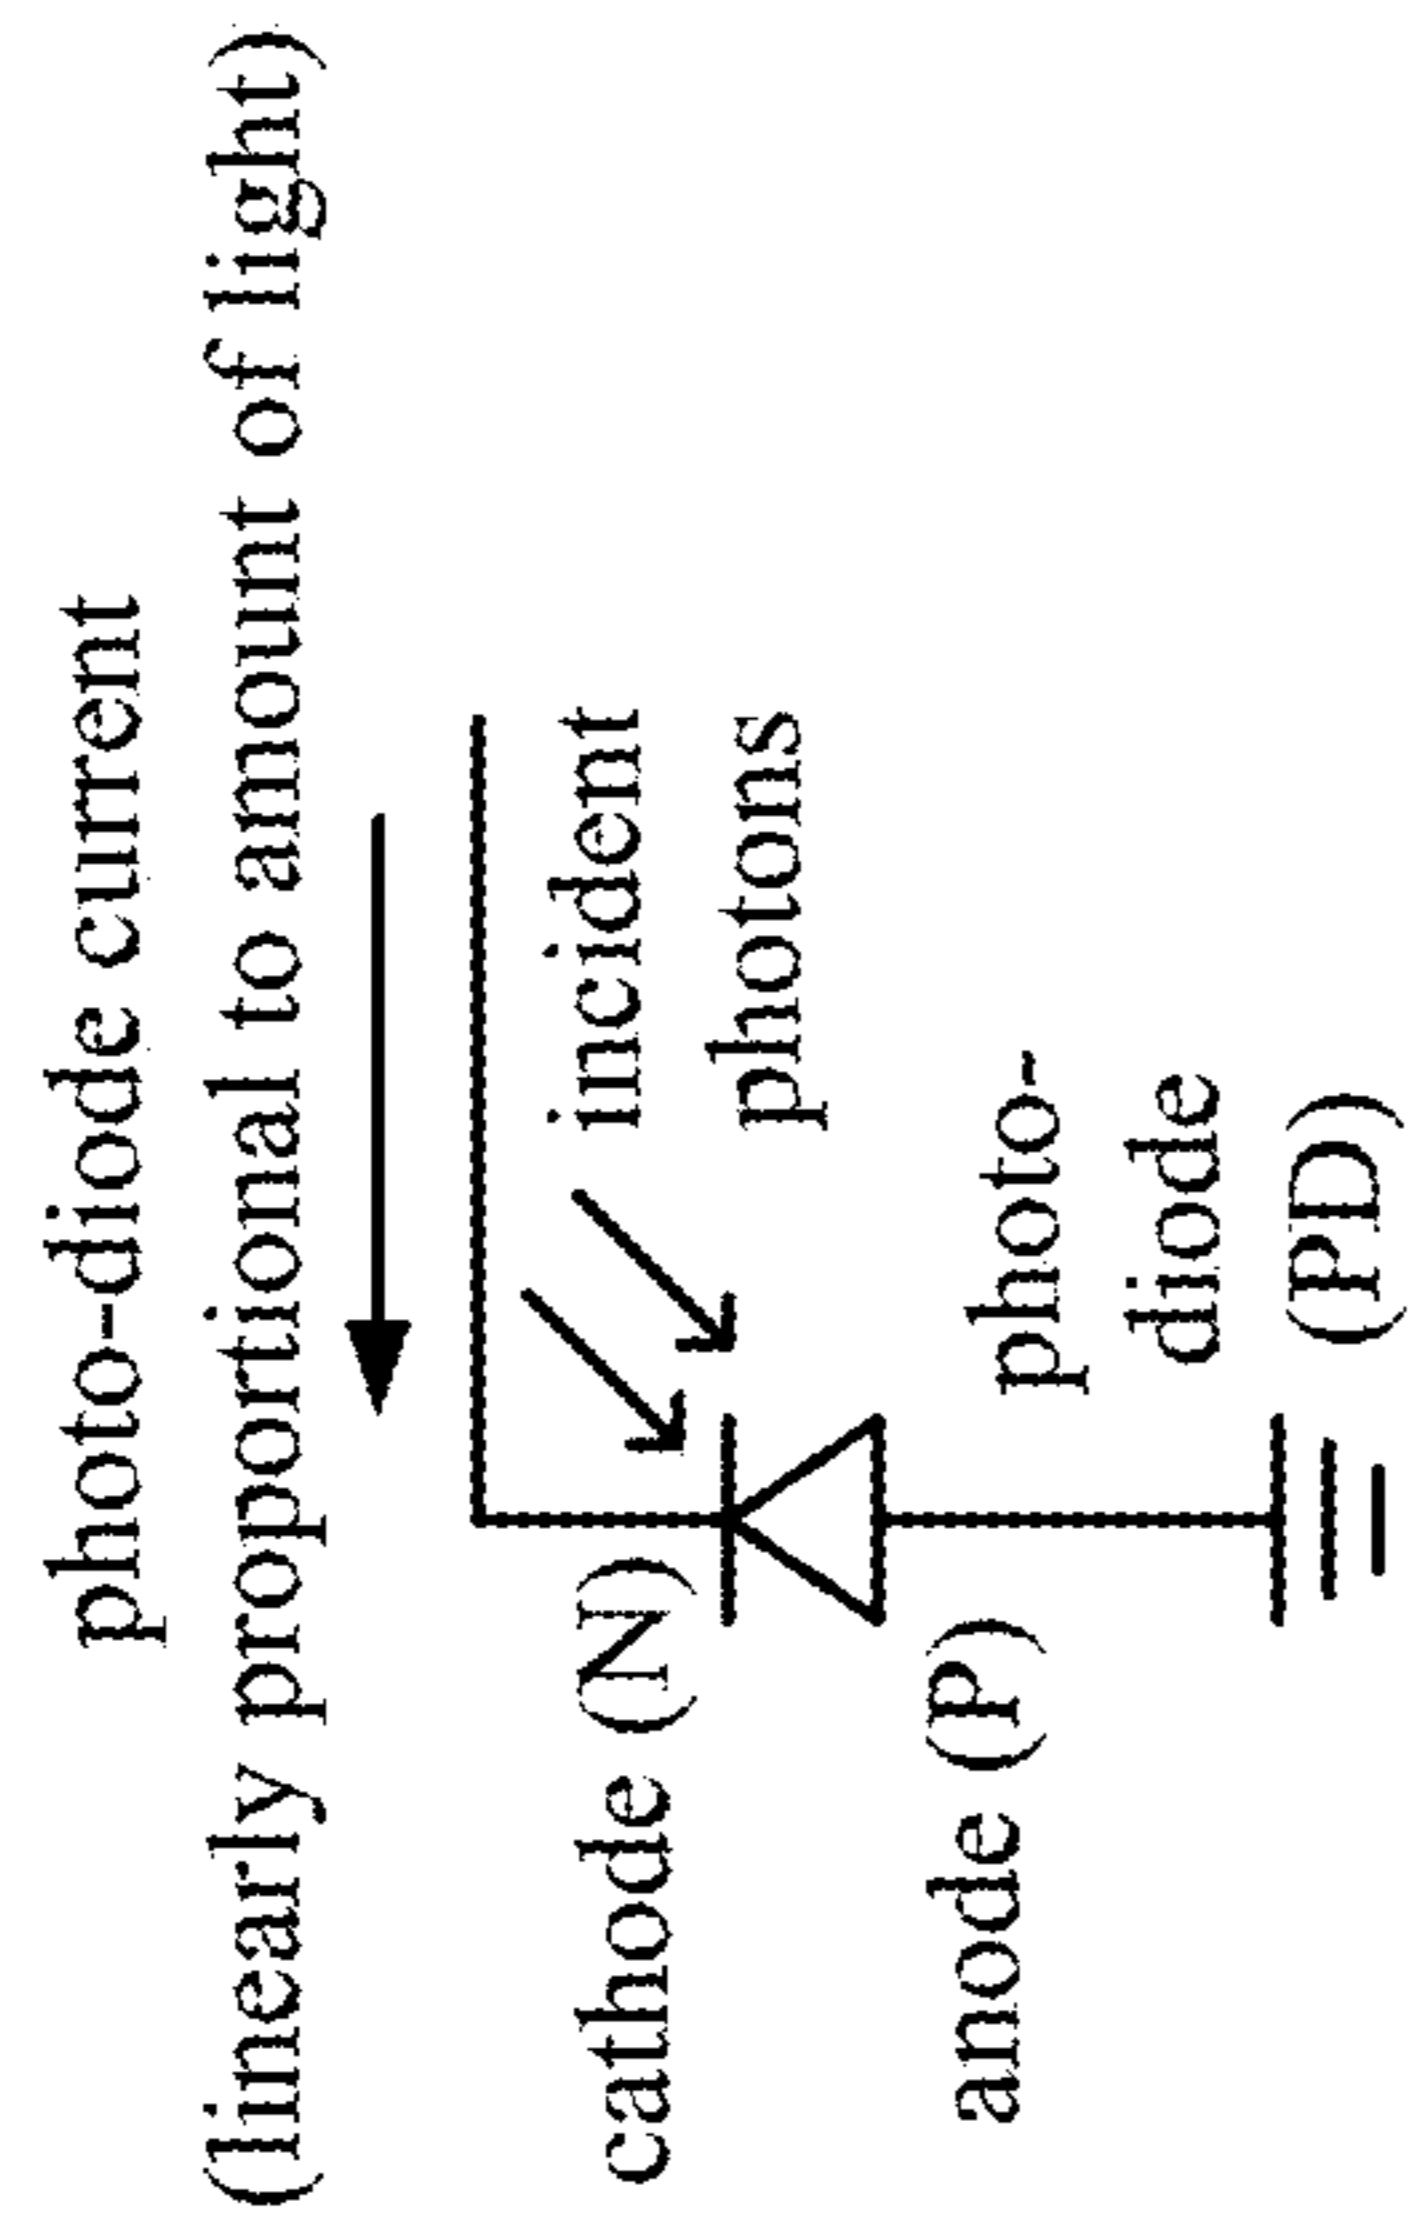 photo-diode current
(linearly proportional to amount of light)
cathode (N)
incident
photons
anode (P)
photo-
diode
(PD)